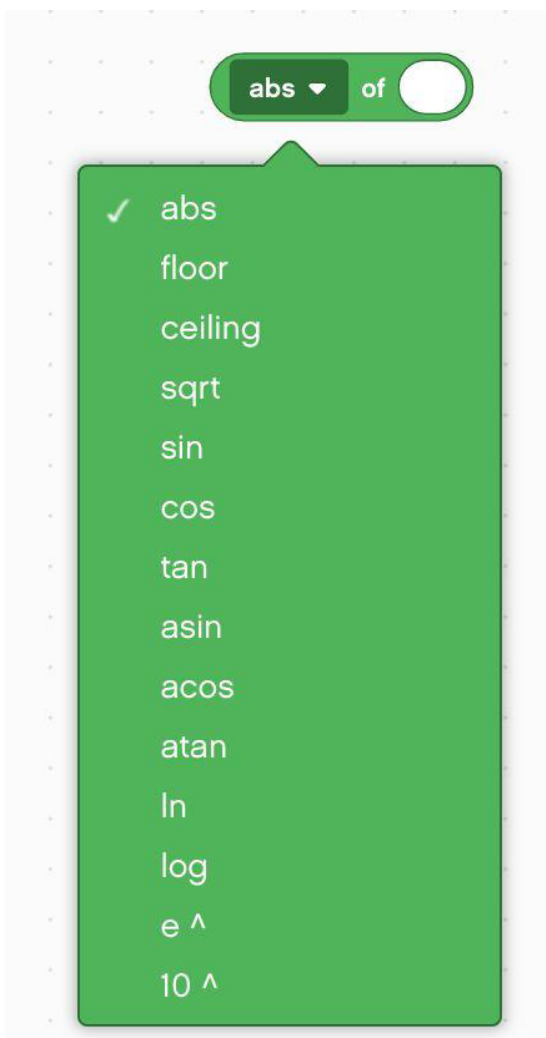 abs of
abs
floor
ceiling
sqrt
sin
cos
tan
asin
acos
atan
ln
log
e ^
10 ^